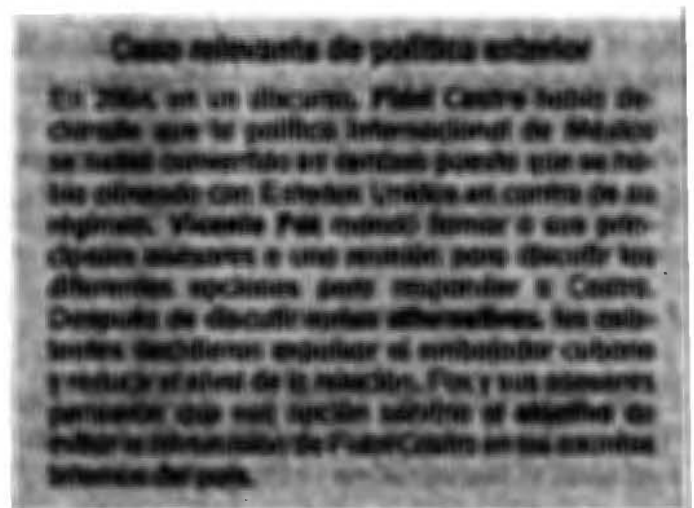 Caso relevante de política exterior
En 2004, en un discurso, Fidel Castro había de-
clarado que la política internacional de México
se había convertido en cenizas puesto que se ha-
bía alineado con Estados Unidos en contra de su
régimen. Vicente Fox mandó llamar a sus prin-
cipales asesores a una reunión para discutir las
diferentes opciones para responder a Castro.
Después de discutir varias alternativas, los asis-
tentes decidieron expulsar al embajador cubano
y reducir el nivel de la relación. Fox y sus asesores
pensaron que esa opción serviría al objetivo de
evitar la intromisión de Fidel Castro en los asuntos
internos del país.